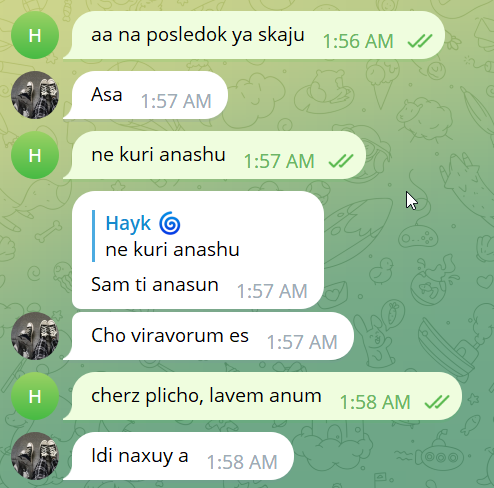 H
aa na posledok ya skaju 1:56 AM
Asa 1:57 AM
H
ne kuri anashu 1:57 AM
Hayk 🌀
ne kuri anashu
Sam ti anasun 1:57 AM
Cho viravorum es 1:57 AM
H
cherz plicho, lavem anum 1:58 AM
Idi naxuy a 1:58 AM